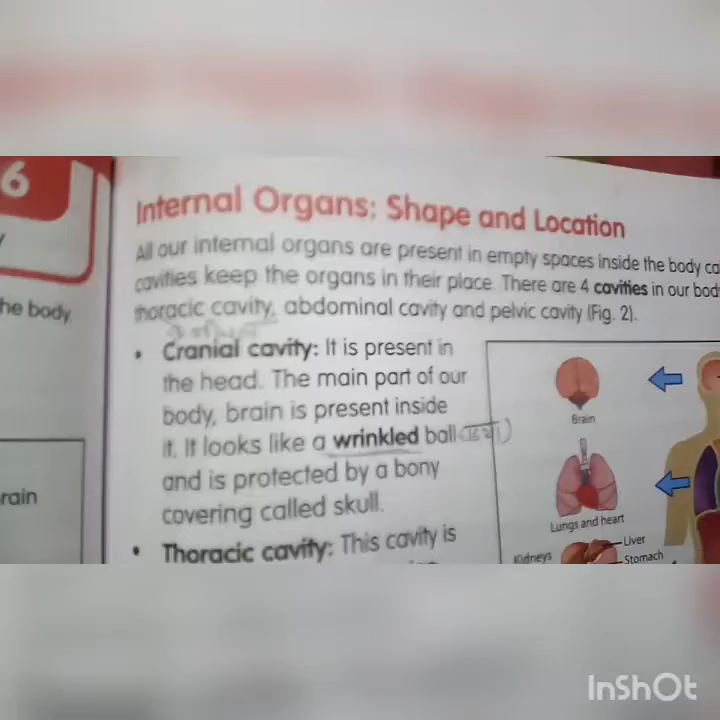 6
he body.
rain
Internal Organs: Shape and Location
All our internal organs are present in empty spaces inside the body ca
cavities keep the organs in their place. There are 4 cavities in our bod
thoracic cavity, abdominal cavity and pelvic cavity (Fig. 2).
• Cranial cavity: It is present in
the head. The main part of our
body, brain is present inside
it. It looks like a wrinkled ball
and is protected by a bony
covering called skull.
• Thoracic cavity: This cavity is
Brain
Lungs and heart
Liver
Kidneys
Stomach
InShOt